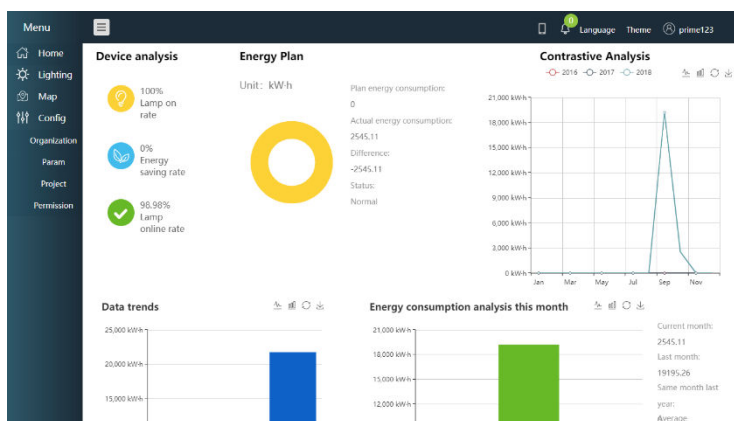 Menu
0
Language
Theme
prime123
Home
Lighting
Map
Config
Organization
Param
Project
Permission
Device analysis
100%
Lamp on
rate
0%
Energy
saving rate
98.98%
Lamp
online rate
Energy Plan
Unit: kW·h
Plan energy consumption:
0
Actual energy consumption:
2545.11
Difference:
-2545.11
Status:
Normal
Contrastive Analysis
2016 2017 2018
21,000 kW·h
18,000 kW·h
15,000 kW·h
12,000 kW·h
9,000 kW·h
6,000 kW·h
3,000 kW·h
0 kW·h
Jan Mar May Jul Sep Nov
Data trends
25,000 kW·h
20,000 kW·h
15,000 kW·h
Energy consumption analysis this month
21,000 kW·h
18,000 kW·h
15,000 kW·h
12,000 kW·h
Current month:
2545.11
Last month:
19195.26
Same month last
year:
Average